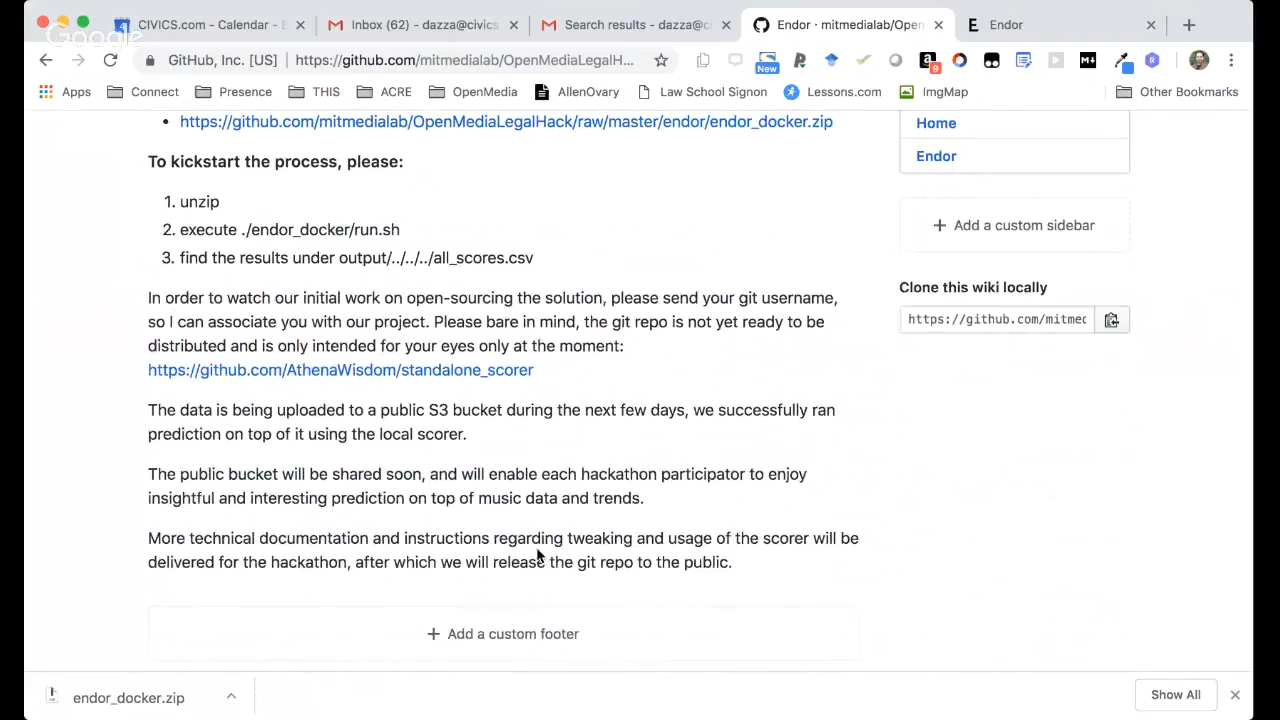 CIVICS.com - Calendar - E
Inbox (62) - dazza@civics
Search results - dazza@ci
Endor · mitmedialab/Open
E Endor
Google
GitHub, Inc. [US] https://github.com/mitmedialab/OpenMediaLegalH...
New
9
Apps Connect Presence THIS ACRE OpenMedia AllenOvary Law School Signon Lessons.com ImgMap Other Bookmarks
• https://github.com/mitmedialab/OpenMediaLegalHack/raw/master/endor/endor_docker.zip
To kickstart the process, please:
1. unzip
2. execute ./endor_docker/run.sh
3. find the results under output/../../../all_scores.csv
In order to watch our initial work on open-sourcing the solution, please send your git username,
so I can associate you with our project. Please bare in mind, the git repo is not yet ready to be
distributed and is only intended for your eyes only at the moment:
https://github.com/AthenaWisdom/standalone_scorer
The data is being uploaded to a public S3 bucket during the next few days, we successfully ran
prediction on top of it using the local scorer.
The public bucket will be shared soon, and will enable each hackathon participator to enjoy
insightful and interesting prediction on top of music data and trends.
More technical documentation and instructions regarding tweaking and usage of the scorer will be
delivered for the hackathon, after which we will release the git repo to the public.
+ Add a custom footer
Home
Endor
+ Add a custom sidebar
Clone this wiki locally
https://github.com/mitmec
endor_docker.zip
Show All